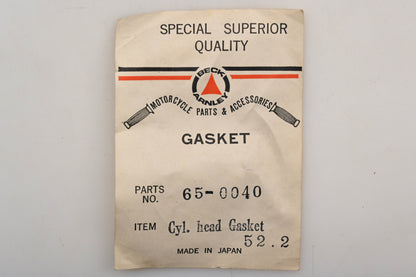 SPECIAL SUPERIOR
QUALITY
BECK
ARNLEY
MOTORCYCLE PARTS & ACCESSORIES
GASKET
PARTS
NO. 65-0040
ITEM Cyl. head Gasket
52.2
MADE IN JAPAN